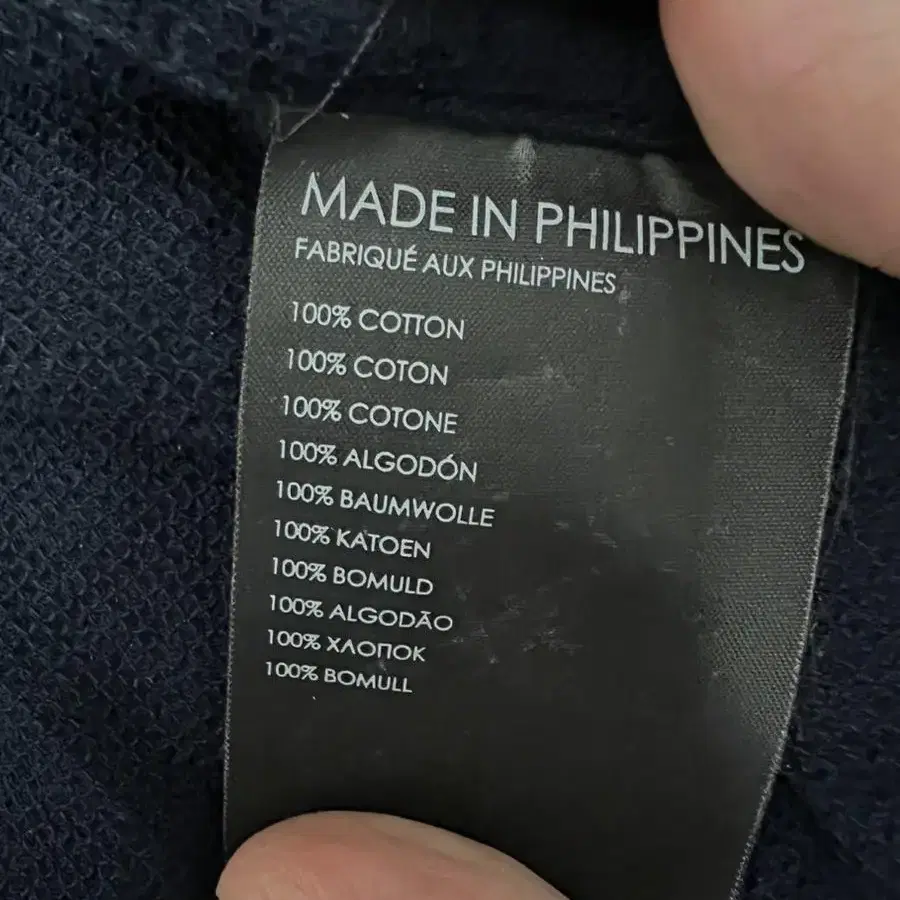 MADE IN PHILIPPINES
FABRIQUÉ AUX PHILIPPINES
100% COTTON
100% COTON
100% COTONE
100% ALGODÓN
100% BAUMWOLLE
100% KATOEN
100% BOMULD
100% ALGODÃO
100% ХЛОПОК
100% BOMULL